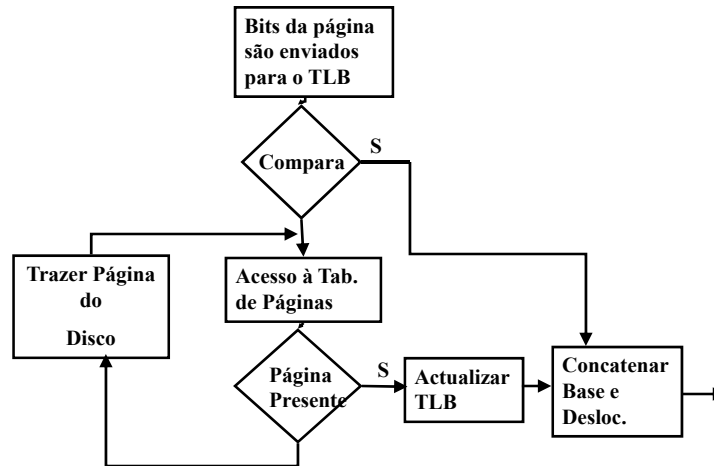 Bits da página
são enviados
para o TLB
S
Compara
Trazer Página
do
Disco
Acesso à Tab.
de Páginas
S
Página
Presente
Actualizar
TLB
Concatenar
Base e
Desloc.